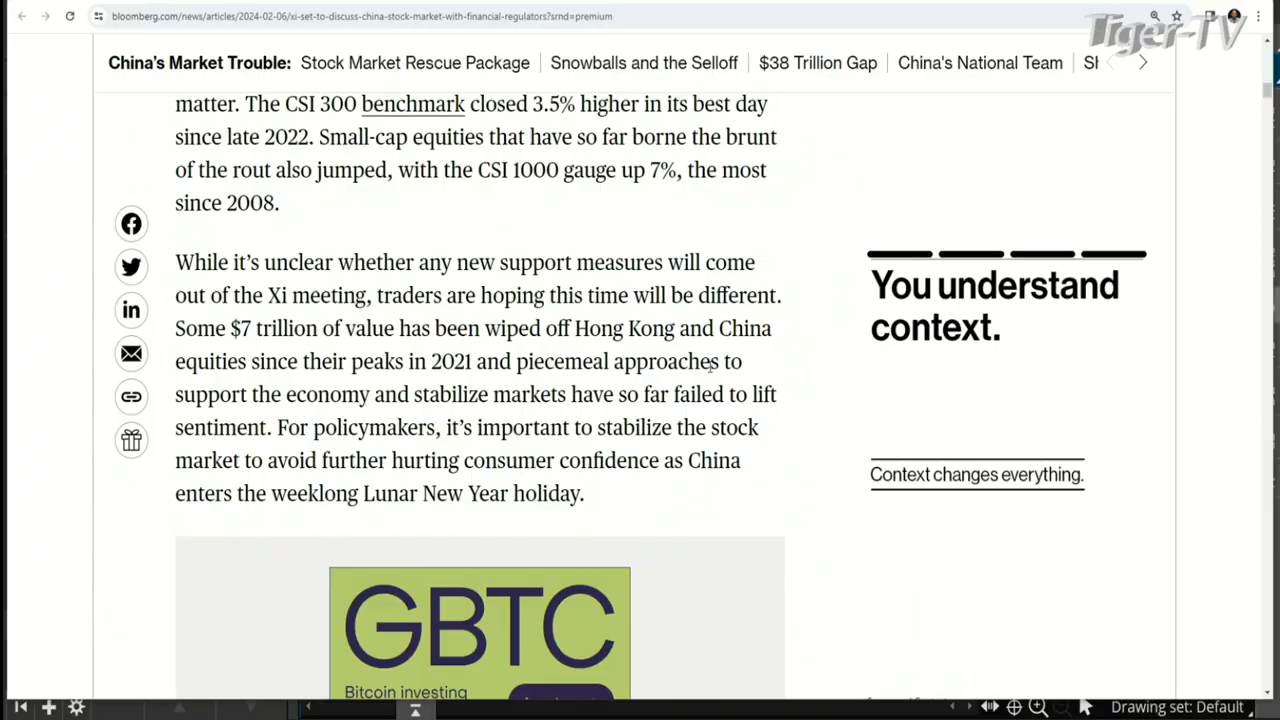 bloomberg.com/news/articles/2024-02-06/xi-set-to-discuss-china-stock-market-with-financial-regulators?srnd=premium
Tiger-TV
China's Market Trouble: Stock Market Rescue Package Snowballs and the Selloff $38 Trillion Gap China's National Team
matter. The CSI 300 benchmark closed 3.5% higher in its best day
since late 2022. Small-cap equities that have so far borne the brunt
of the rout also jumped, with the CSI 1000 gauge up 7%, the most
since 2008.
While it's unclear whether any new support measures will come
out of the Xi meeting, traders are hoping this time will be different.
Some $7 trillion of value has been wiped off Hong Kong and China
equities since their peaks in 2021 and piecemeal approaches to
support the economy and stabilize markets have so far failed to lift
sentiment. For policymakers, it's important to stabilize the stock
market to avoid further hurting consumer confidence as China
enters the weeklong Lunar New Year holiday.
You understand
context.
Context changes everything.
GBTC
Bitcoin investing
Drawing set: Default